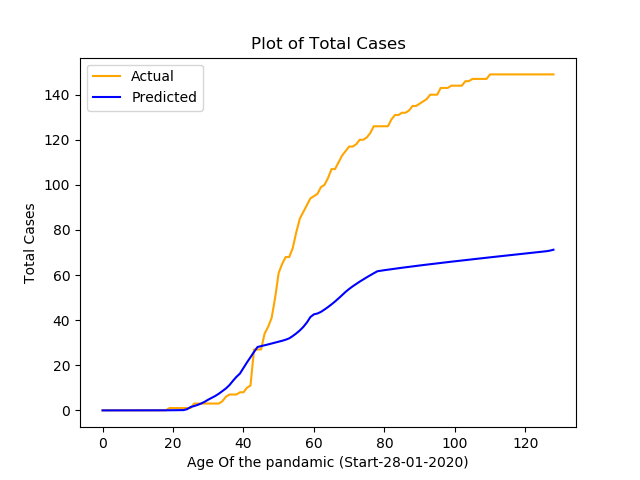 Plot of Total Cases
Actual
Predicted
140
120
100
80
60
40
20
0
Total Cases
0 20 40 60 80 100 120
Age Of the pandamic (Start-28-01-2020)